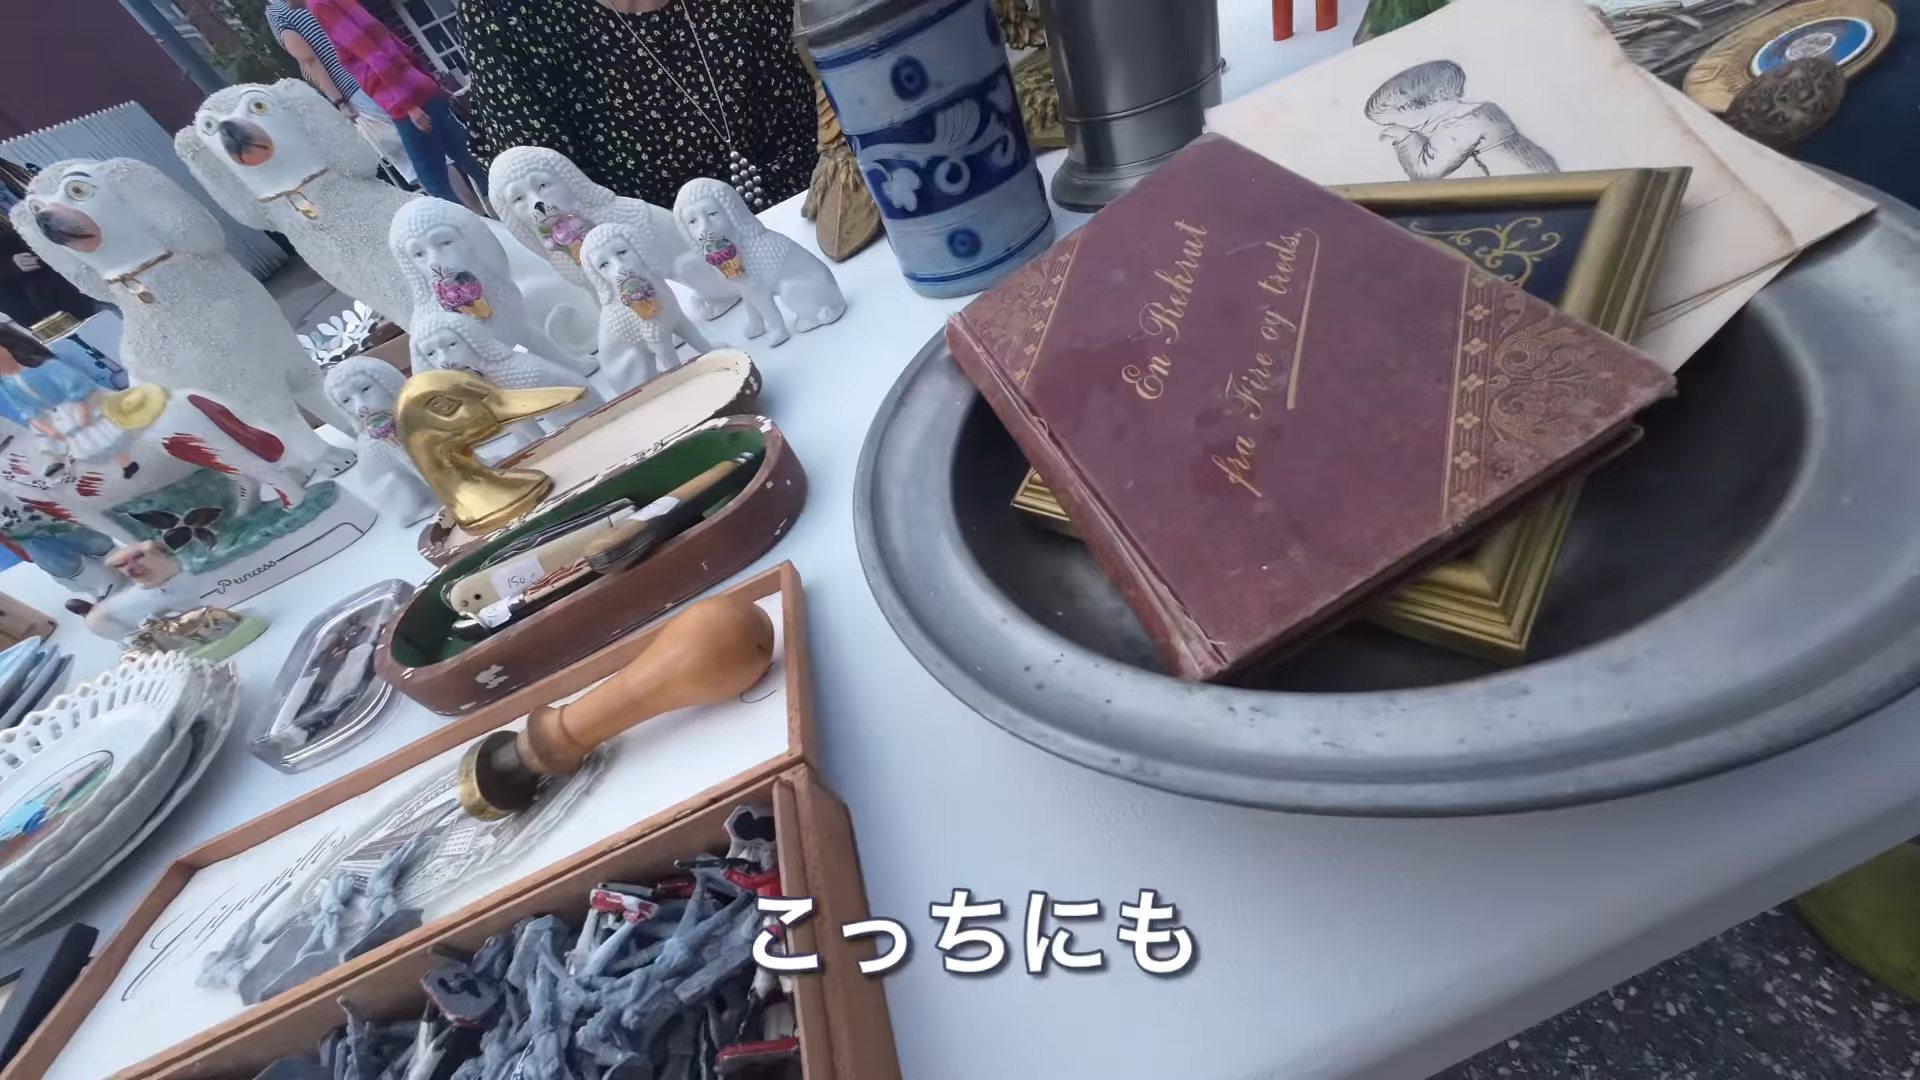 En Rekrut
fra Fire og treds.
Princess
150
こっちにも